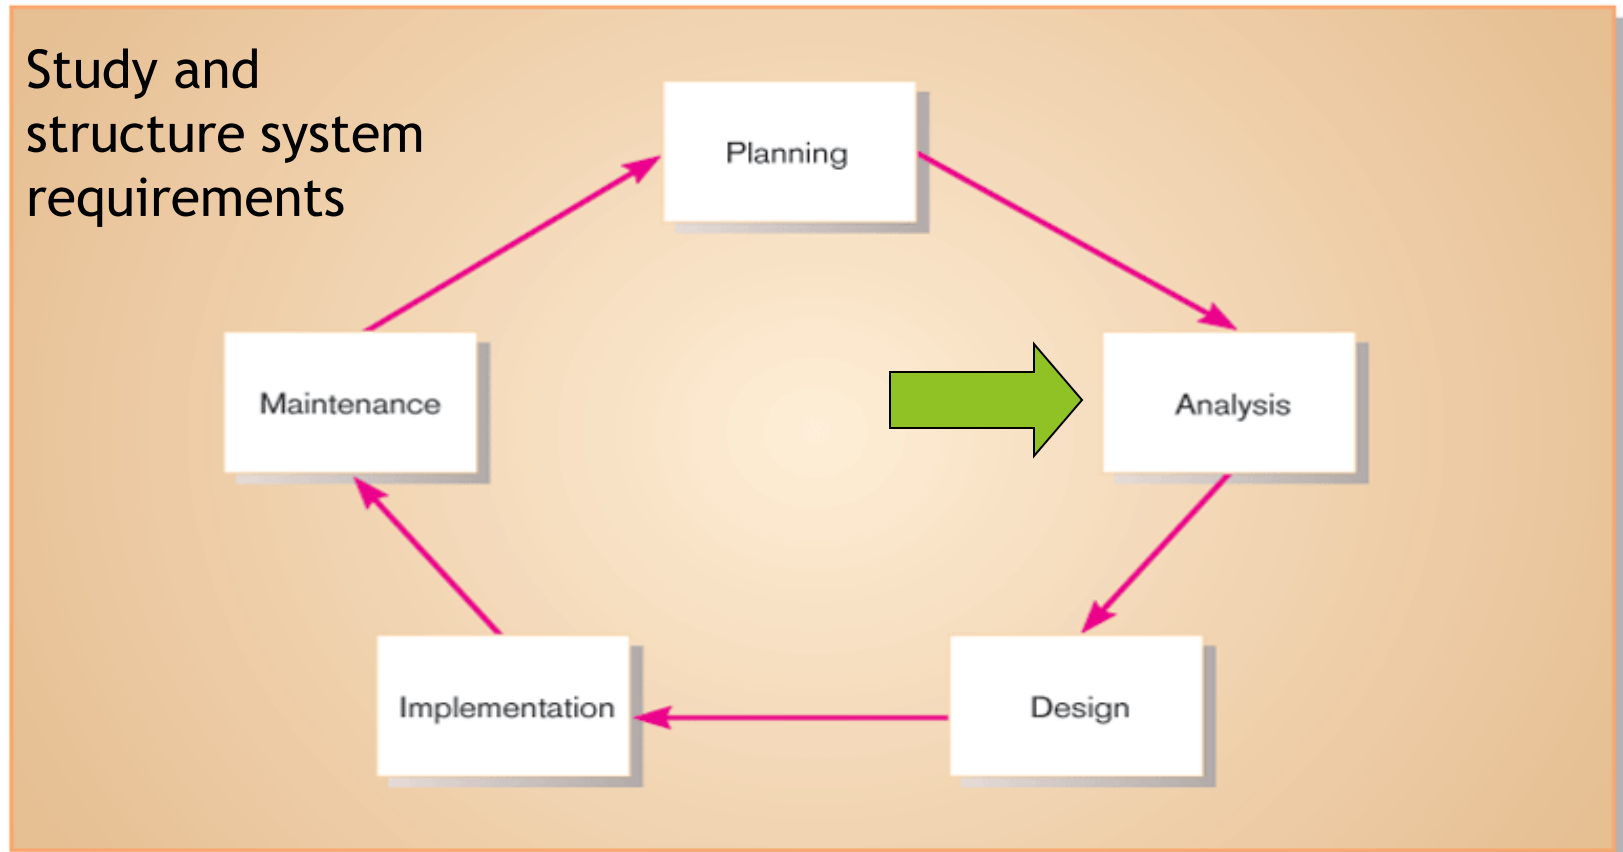 Study and
structure system
requirements
Planning
Maintenance
Analysis
Implementation
Design